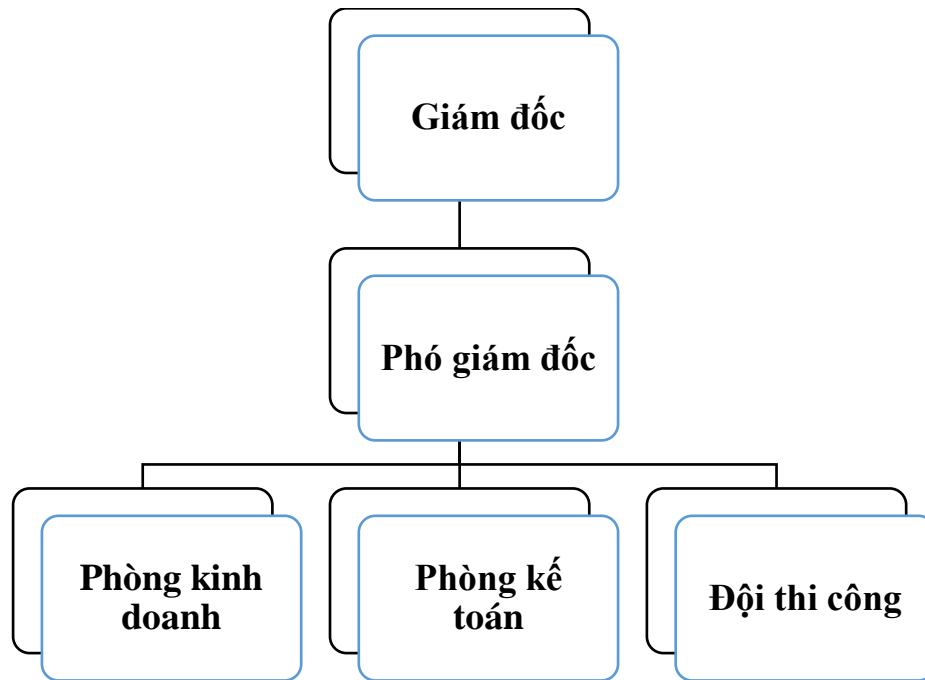 Giám đốc
Phó giám đốc
Phòng kinh
doanh
Phòng kế
toán
Đội thi công